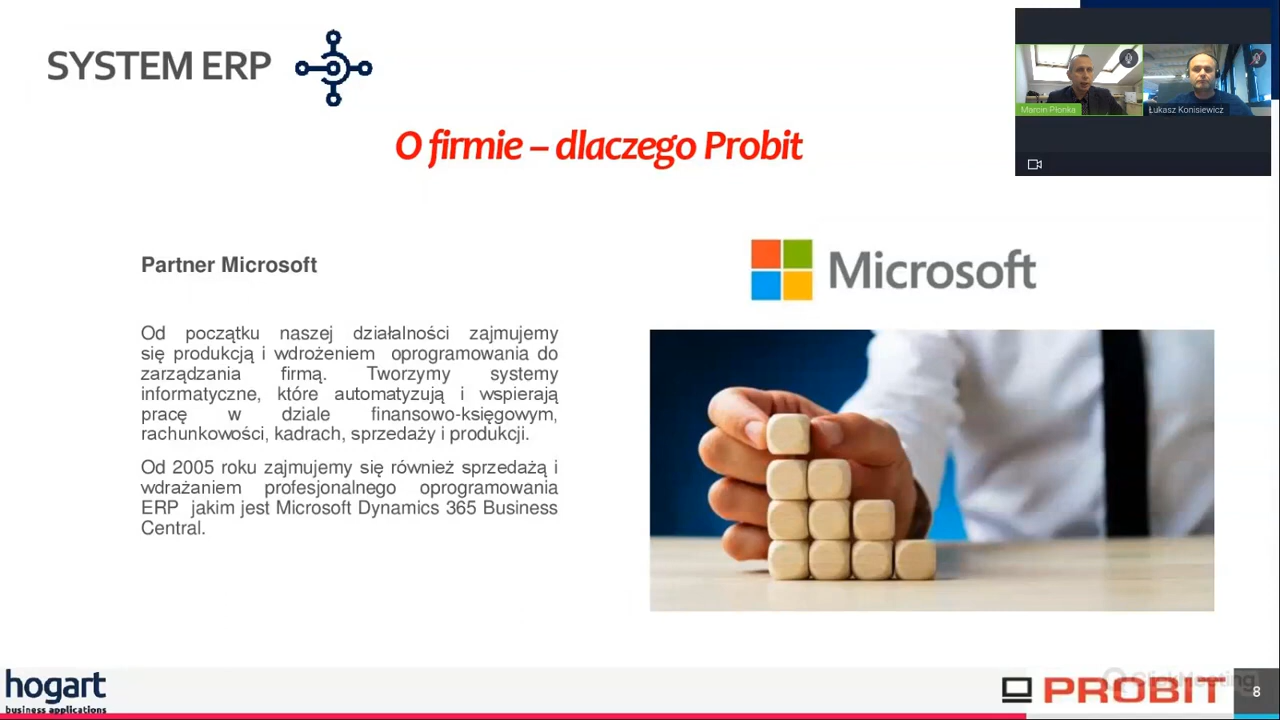 SYSTEM ERP
Marcin Płonka
Łukasz Konisiewicz
O firmie – dlaczego Probit
Partner Microsoft
Microsoft
Od początku naszej działalności zajmujemy
się produkcją i wdrożeniem oprogramowania do
zarządzania firmą. Tworzymy systemy
informatyczne, które automatyzują i wspierają
pracę w dziale finansowo-księgowym,
rachunkowości, kadrach, sprzedaży i produkcji.
Od 2005 roku zajmujemy się również sprzedażą i
wdrażaniem profesjonalnego oprogramowania
ERP jakim jest Microsoft Dynamics 365 Business
Central.
hogart
business applications
ClickMeeting
PROBIT
8